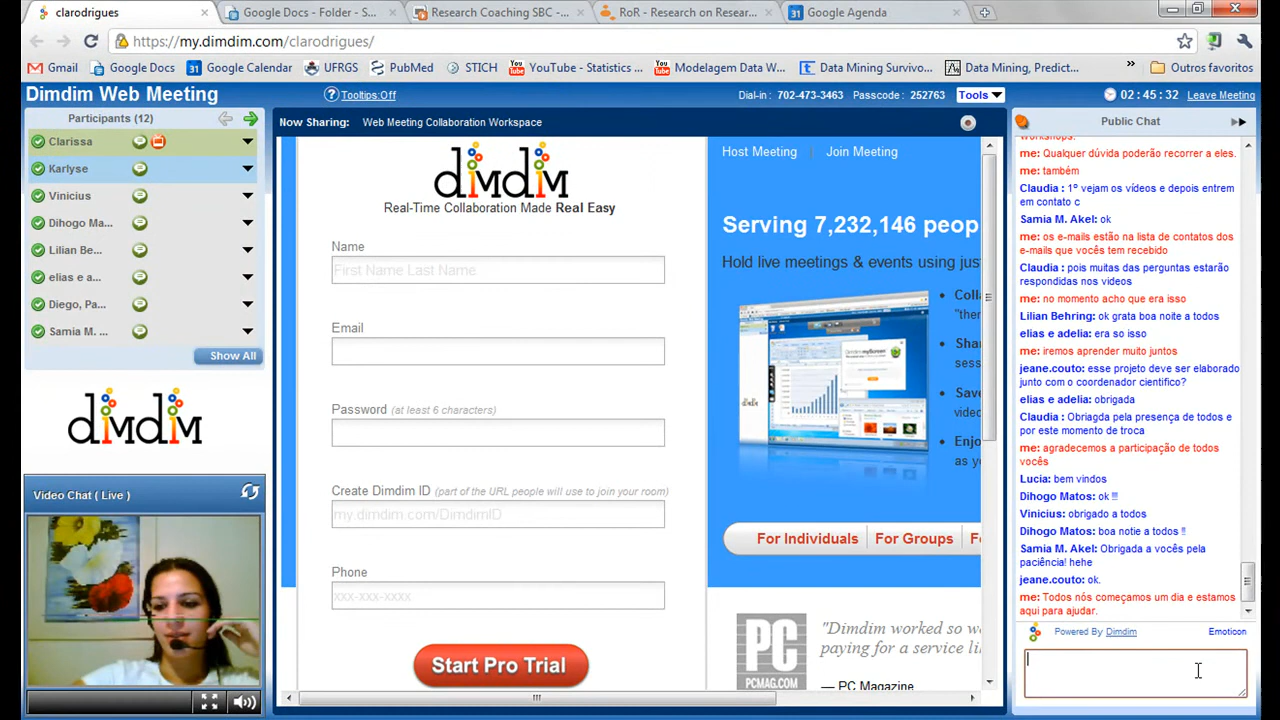 clarodrigues
Google Docs - Folder - S...
Research Coaching SBC -...
RoR - Research on Resear...
31 Google Agenda
https://my.dimdim.com/clarodrigues/
Gmail
Google Docs
31 Google Calendar
UFRGS
PubMed
STICH
You Tube YouTube - Statistics ...
You Tube Modelagem Data W...
Data Mining Survivo...
Data Mining, Predict...
»
Outros favoritos
Dimdim Web Meeting
Tooltips:Off
Dial-in: 702-473-3463 Passcode: 252763
Tools
02:45:32
Leave Meeting
Participants (12)
Clarissa
Karlyse
Vinicius
Dihogo Ma...
Lilian Be...
elias e a...
Diego, Pa...
Samia M. ...
Show All
dimdim
Video Chat ( Live )
Now Sharing: Web Meeting Collaboration Workspace
dimdim
Real-Time Collaboration Made Real Easy
Name
First Name Last Name
Email
Password (at least 6 characters)
Create Dimdim ID (part of the URL people will use to join your room)
my.dimdim.com/DimdimID
Phone
xxx-xxx-xxxx
Start Pro Trial
Host Meeting | Join Meeting
Serving 7,232,146 peop
Hold live meetings & events using jus
• Coll
"ther
• Shar
sess
• Save
videc
• Enjo
as y
For Individuals
For Groups
PC
PCMAG.COM
"Dimdim worked so w
paying for a service li
— PC Magazine
Public Chat
workshops.
me: Qualquer dúvida poderão recorrer a eles.
me: também
Claudia : 1º vejam os vídeos e depois entrem
em contato c
Samia M. Akel: ok
me: os e-mails estão na lista de contatos dos
e-mails que vocês tem recebido
Claudia : pois muitas das perguntas estarão
respondidas nos videos
me: no momento acho que era isso
Lilian Behring: ok grata boa noite a todos
elias e adelia: era so isso
me: iremos aprender muito juntos
jeane.couto: esse projeto deve ser elaborado
junto com o coordenador cientifico?
elias e adelia: obrigada
Claudia : Obriagda pela presença de todos e
por este momento de troca
me: agradecemos a participação de todos
vocês
Lucia: bem vindos
Dihogo Matos: ok !!!
Vinicius: obrigado a todos
Dihogo Matos: boa notie a todos !!
Samia M. Akel: Obrigada a vocês pela
paciência! hehe
jeane.couto: ok.
me: Todos nós começamos um dia e estamos
aqui para ajudar.
Powered By Dimdim
Emoticon